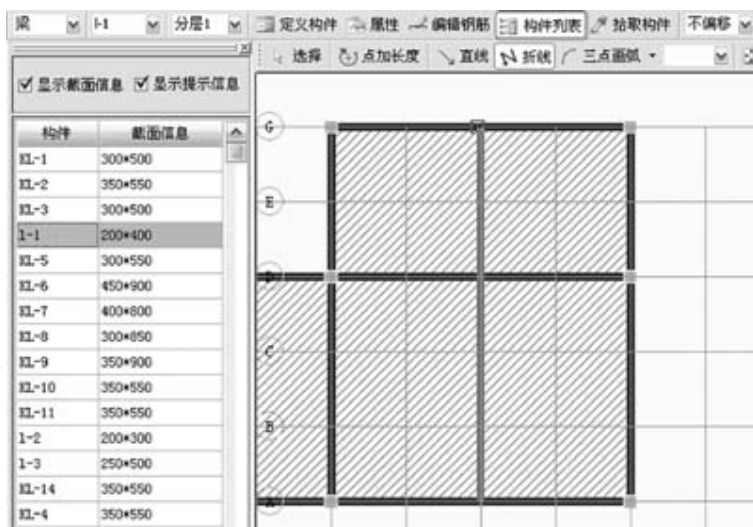 梁 l-1 分层1 定义构件 属性 编辑钢筋 构件列表 拾取构件 不偏移
选择 点加长度 直线 折线 三点画弧
显示截面信息 显示提示信息
构件 截面信息
KL-1 300*500
KL-2 350*550
KL-3 300*500
l-1 200*400
KL-5 300*550
KL-6 450*900
KL-7 400*800
KL-8 300*850
KL-9 350*900
KL-10 350*550
KL-11 350*550
l-2 200*300
l-3 250*500
KL-14 350*550
KL-4 350*550
G
E
D
C
B
A